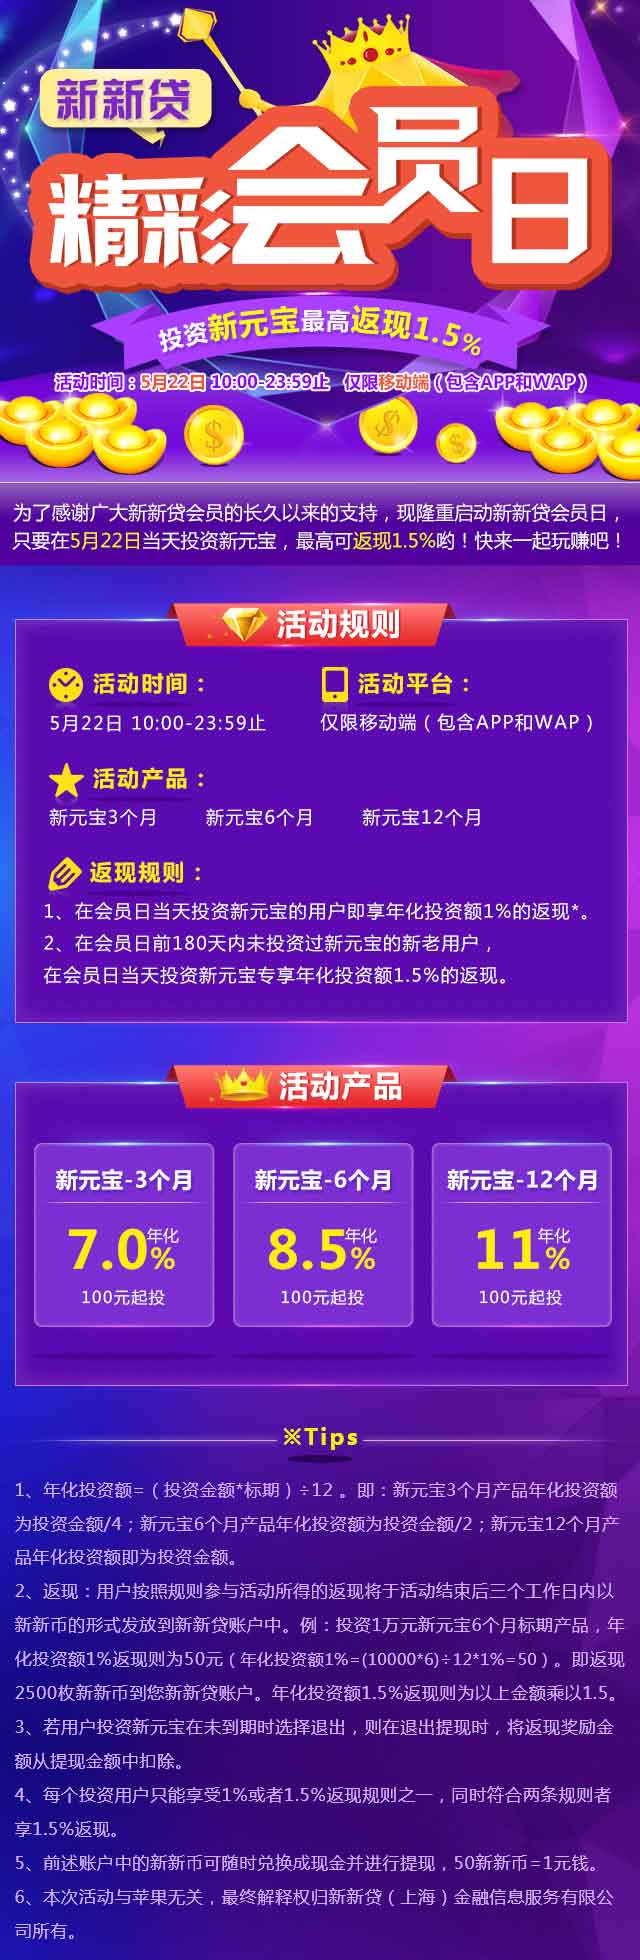 新新贷
精彩会员日
投资新元宝最高返现1.5%
活动时间：5月22日 10:00-23:59止 仅限移动端（包含APP和WAP）
为了感谢广大新新贷会员的长久以来的支持，现隆重启动新新贷会员日，
只要在5月22日当天投资新元宝，最高可返现1.5%哟！快来一起玩赚吧！
活动规则
活动时间：
5月22日 10:00-23:59止
活动平台：
仅限移动端（包含APP和WAP）
活动产品：
新元宝3个月 新元宝6个月 新元宝12个月
返现规则：
1、在会员日当天投资新元宝的用户即享年化投资额1%的返现*。
2、在会员日前180天内未投资过新元宝的新老用户，
在会员日当天投资新元宝专享年化投资额1.5%的返现。
活动产品
新元宝-3个月
7.0%年化
100元起投
新元宝-6个月
8.5%年化
100元起投
新元宝-12个月
11%年化
100元起投
※Tips
1、年化投资额=（投资金额*标期）÷12 。即：新元宝3个月产品年化投资额
为投资金额/4；新元宝6个月产品年化投资额为投资金额/2；新元宝12个月产
品年化投资额即为投资金额。
2、返现：用户按照规则参与活动所得的返现将于活动结束后三个工作日内以
新新币的形式发放到新新贷账户中。例：投资1万元新元宝6个月标期产品，年
化投资额1%返现则为50元（年化投资额1%=(10000*6)÷12*1%=50）。即返现
2500枚新新币到您新新贷账户。年化投资额1.5%返现则为以上金额乘以1.5。
3、若用户投资新元宝在未到期时选择退出，则在退出提现时，将返现奖励金
额从提现金额中扣除。
4、每个投资用户只能享受1%或者1.5%返现规则之一，同时符合两条规则者
享1.5%返现。
5、前述账户中的新新币可随时兑换成现金并进行提现，50新新币=1元钱。
6、本次活动与苹果无关，最终解释权归新新贷（上海）金融信息服务有限公
司所有。